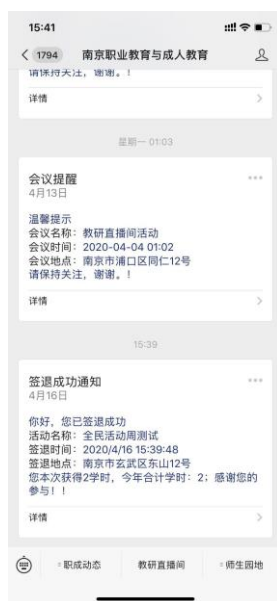 15:41
1794 南京职业教育与成人教育
请保持关注，谢谢。！
详情
星期一 01:03
会议提醒
4月13日
温馨提示
会议名称：教研直播间活动
会议时间：2020-04-04 01:02
会议地点：南京市浦口区同仁12号
请保持关注，谢谢。！
详情
15:39
签退成功通知
4月16日
你好，您已签退成功
活动名称：全民活动周测试
签退时间：2020/4/16 15:39:48
签退地点：南京市玄武区东山12号
您本次获得2学时，今年合计学时：2；感谢您的
参与！！
详情
职成动态 教研直播间 师生园地